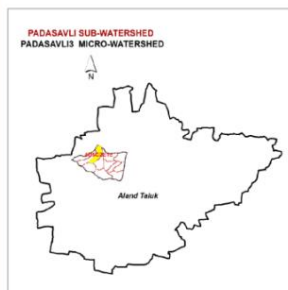 PADASAVLI SUB-WATERSHED
PADASAVLI3 MICRO-WATERSHED
N
Aland Taluk